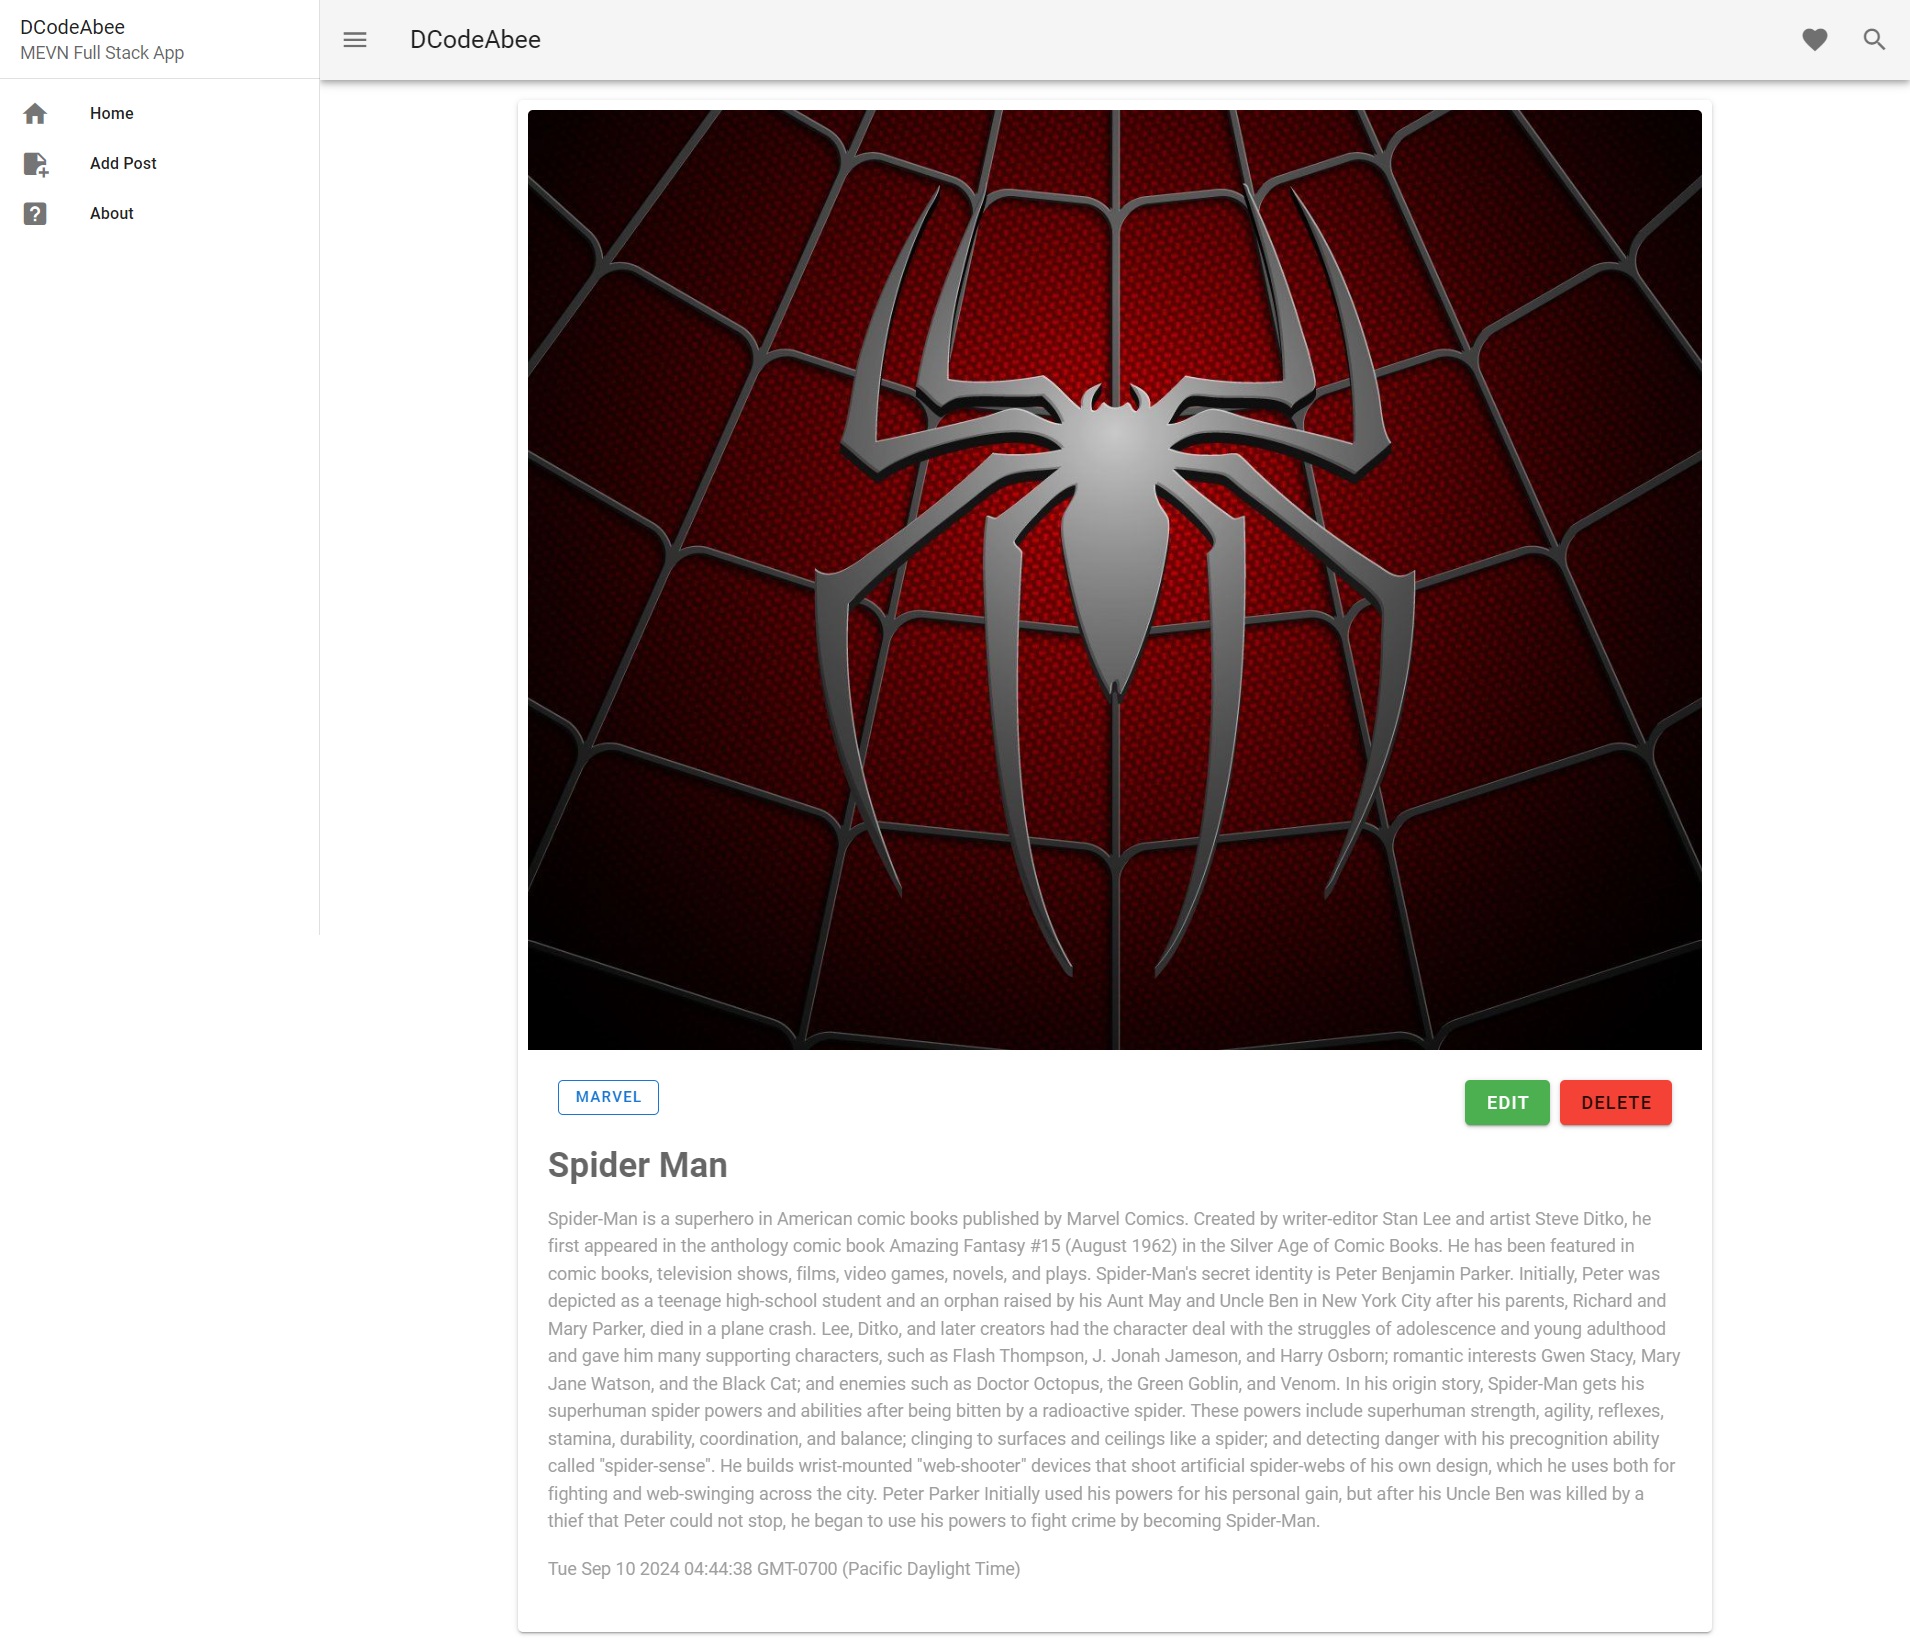 DCodeAbee
MEVN Full Stack App
Home
Add Post
About
DCodeAbee
MARVEL
EDIT
DELETE
Spider Man
Spider-Man is a superhero in American comic books published by Marvel Comics. Created by writer-editor Stan Lee and artist Steve Ditko, he
first appeared in the anthology comic book Amazing Fantasy #15 (August 1962) in the Silver Age of Comic Books. He has been featured in
comic books, television shows, films, video games, novels, and plays. Spider-Man's secret identity is Peter Benjamin Parker. Initially, Peter was
depicted as a teenage high-school student and an orphan raised by his Aunt May and Uncle Ben in New York City after his parents, Richard and
Mary Parker, died in a plane crash. Lee, Ditko, and later creators had the character deal with the struggles of adolescence and young adulthood
and gave him many supporting characters, such as Flash Thompson, J. Jonah Jameson, and Harry Osborn; romantic interests Gwen Stacy, Mary
Jane Watson, and the Black Cat; and enemies such as Doctor Octopus, the Green Goblin, and Venom. In his origin story, Spider-Man gets his
superhuman spider powers and abilities after being bitten by a radioactive spider. These powers include superhuman strength, agility, reflexes,
stamina, durability, coordination, and balance; clinging to surfaces and ceilings like a spider; and detecting danger with his precognition ability
called "spider-sense". He builds wrist-mounted "web-shooter" devices that shoot artificial spider-webs of his own design, which he uses both for
fighting and web-swinging across the city. Peter Parker Initially used his powers for his personal gain, but after his Uncle Ben was killed by a
thief that Peter could not stop, he began to use his powers to fight crime by becoming Spider-Man.
Tue Sep 10 2024 04:44:38 GMT-0700 (Pacific Daylight Time)